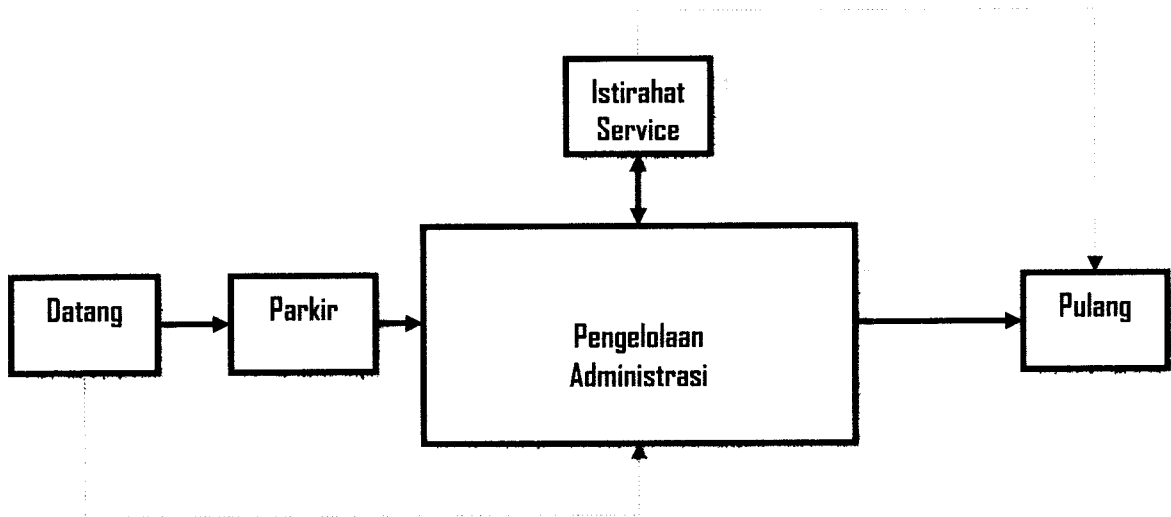 Istirahat
Service
Datang
Parkir
Pengelolaan
Administrasi
Pulang